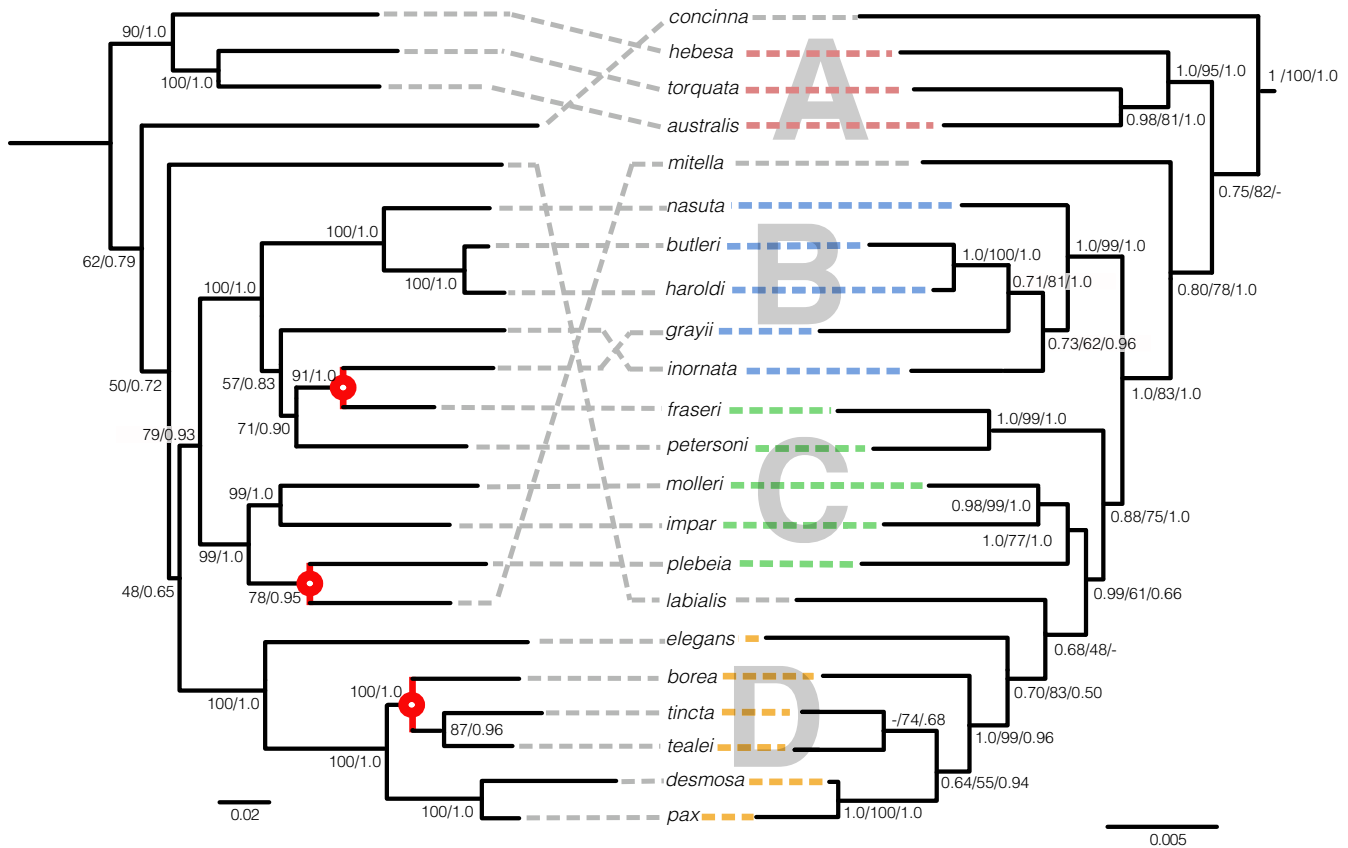 concinna
90/1.0
hebesa
A
1.0/95/1.0
1 /100/1.0
100/1.0
torquata
0.98/81/1.0
australis
mitella
0.75/82/-
nasuta
100/1.0
butleri
B
1.0/100/1.0
1.0/99/1.0
62/0.79
100/1.0
100/1.0
haroldi
0.71/81/1.0
0.80/78/1.0
grayii
0.73/62/0.96
inornata
50/0.72
57/0.83
91/1.0
1.0/83/1.0
fraseri
1.0/99/1.0
71/0.90
79/0.93
petersoni
C
molleri
99/1.0
0.98/99/1.0
0.88/75/1.0
impar
1.0/77/1.0
99/1.0
plebeia
48/0.65
78/0.95
labialis
0.99/61/0.66
elegans
0.68/48/-
borea
D
100/1.0
100/1.0
0.70/83/0.50
tincta
-/74/.68
87/0.96
tealei
1.0/99/0.96
100/1.0
desmosa
0.64/55/0.94
100/1.0
pax
1.0/100/1.0
0.02
0.005